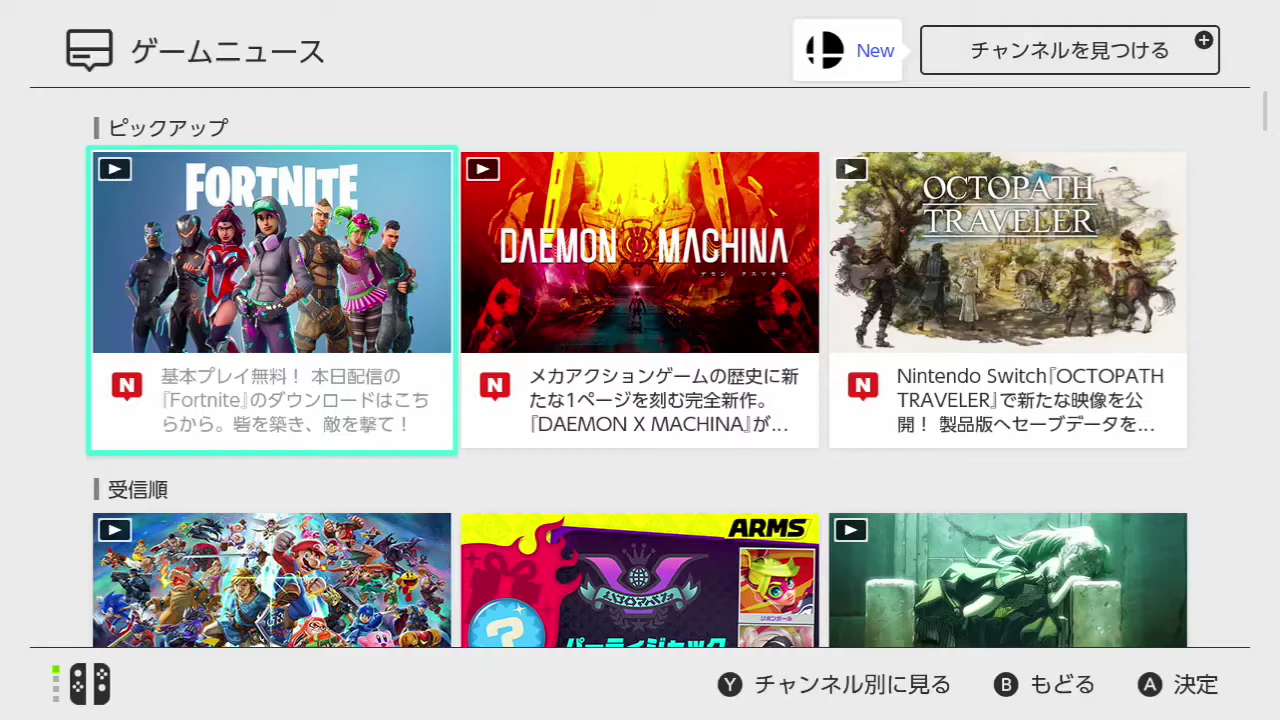 ゲームニュース
New
チャンネルを見つける
ピックアップ
FORTNITE
DAEMON X MACHINA
デモンエクスマキナ
OCTOPATH
TRAVELER
N
基本プレイ無料！ 本日配信の
『Fortnite』のダウンロードはこち
らから。砦を築き、敵を撃て！
N
メカアクションゲームの歴史に新
たな1ページを刻む完全新作。
『DAEMON X MACHINA』が...
N
Nintendo Switch『OCTOPATH
TRAVELER』で新たな映像を公
開！ 製品版へセーブデータを...
受信順
ARMS
?
リボンガール
パーティジャック
Y チャンネル別に見る
B もどる
A 決定